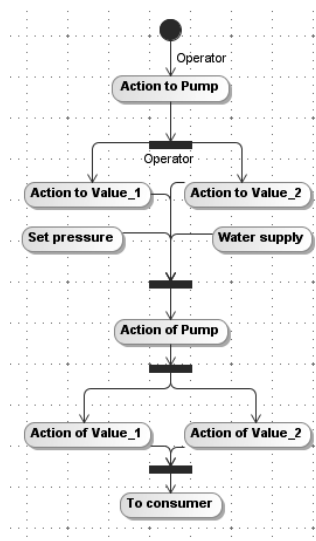 Operator
Action to Pump
Operator
Action to Value_1
Action to Value_2
Set pressure
Water supply
Action of Pump
Action of Value_1
Action of Value_2
To consumer